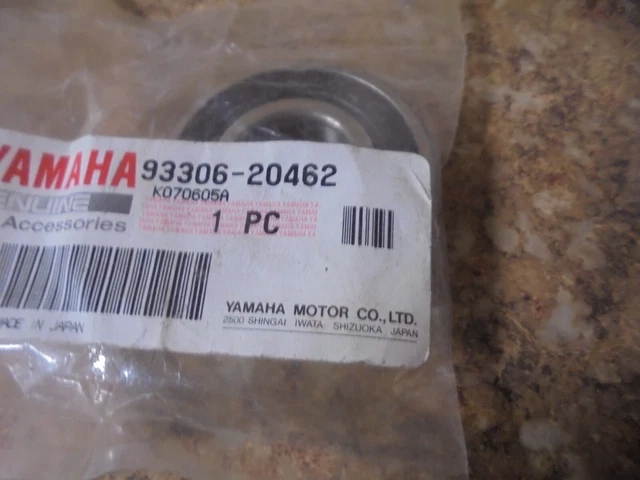 YAMAHA 93306-20462
GENUINE K070605A
Accessories 1 PC
YAMAHA MOTOR CO.,LTD.
2500 SHINGAI IWATA SHIZUOKA JAPAN
MADE IN JAPAN